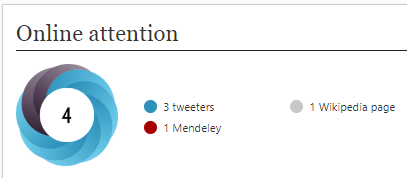 Online attention
4
3 tweeters
1 Wikipedia page
1 Mendeley